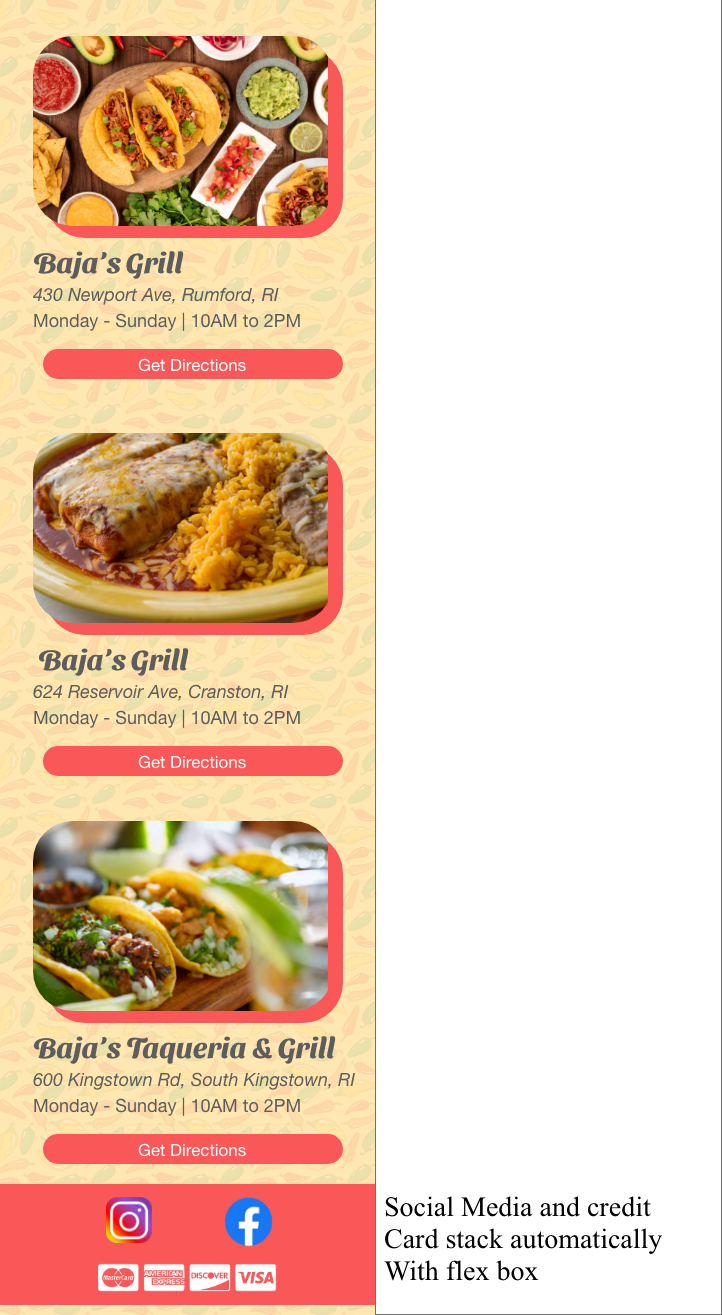 Baja's Grill
430 Newport Ave, Rumford, RI
Monday - Sunday | 10AM to 2PM
Get Directions
Baja's Grill
624 Reservoir Ave, Cranston, RI
Monday - Sunday | 10AM to 2PM
Get Directions
Baja's Taqueria & Grill
600 Kingstown Rd, South Kingstown, RI
Monday - Sunday | 10AM to 2PM
Get Directions
Social Media and credit
Card stack automatically
With flex box
MasterCard AMERICAN EXPRESS DISCOVER VISA